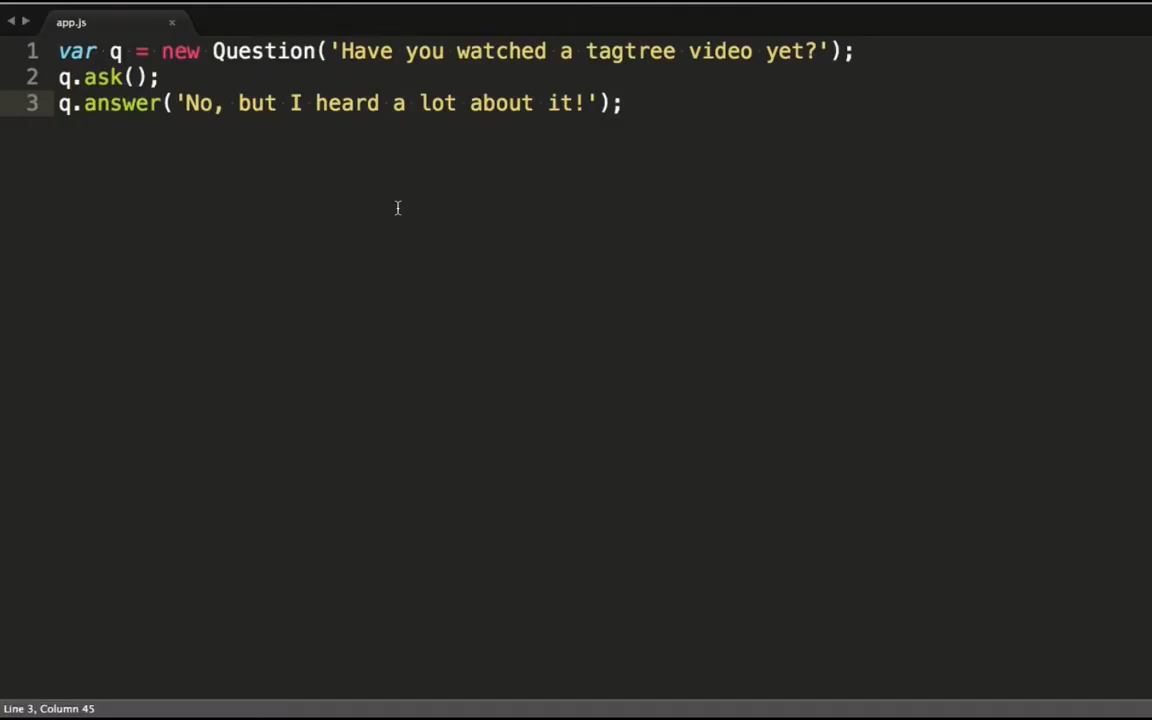 app.js
1 var q = new Question('Have you watched a tagtree video yet?');
2 q.ask();
3 q.answer('No, but I heard a lot about it!');
Line 3, Column 45